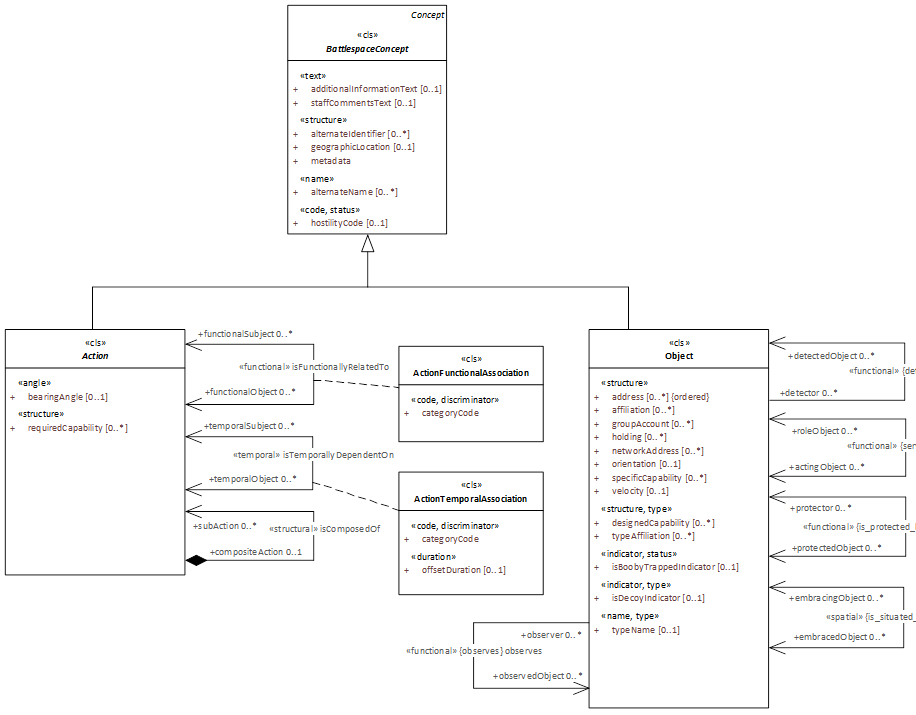 Concept
«cls»
BattlespaceConcept
«text»
+ additionalInformationText [0..1]
+ staffCommentsText [0..1]
«structure»
+ alternateIdentifier [0..*]
+ geographicLocation [0..1]
+ metadata
«name»
+ alternateName [0..*]
«code, status»
+ hostilityCode [0..1]
«cls»
Action
«angle»
+ bearingAngle [0..1]
«structure»
+ requiredCapability [0..*]
+functionalSubject 0..*
«functional» isFunctionallyRelatedTo
+functionalObject 0..*
+temporalSubject 0..*
«temporal» isTemporallyDependentOn
+temporalObject 0..*
+subAction 0..*
«structural» isComposedOf
+compositeAction 0..1
«cls»
ActionFunctionalAssociation
«code, discriminator»
+ categoryCode
«cls»
ActionTemporalAssociation
«code, discriminator»
+ categoryCode
«duration»
+ offsetDuration [0..1]
«cls»
Object
«structure»
+ address [0..*] {ordered}
+ affiliation [0..*]
+ groupAccount [0..*]
+ holding [0..*]
+ networkAddress [0..*]
+ orientation [0..1]
+ specificCapability [0..*]
+ velocity [0..1]
«structure, type»
+ designedCapability [0..*]
+ typeAffiliation [0..*]
«indicator, status»
+ isBoobyTrappedIndicator [0..1]
«indicator, type»
+ isDecoyIndicator [0..1]
«name, type»
+ typeName [0..1]
+observer 0..*
«functional» {observes} observes
+observedObject 0..*
+detectedObject 0..*
«functional» {de
+detector 0..*
+roleObject 0..*
«functional» {ser
+actingObject 0..*
+protector 0..*
«functional» {is_protected_
+protectedObject 0..*
+embracingObject 0..*
«spatial» {is_situated_
+embracedObject 0..*